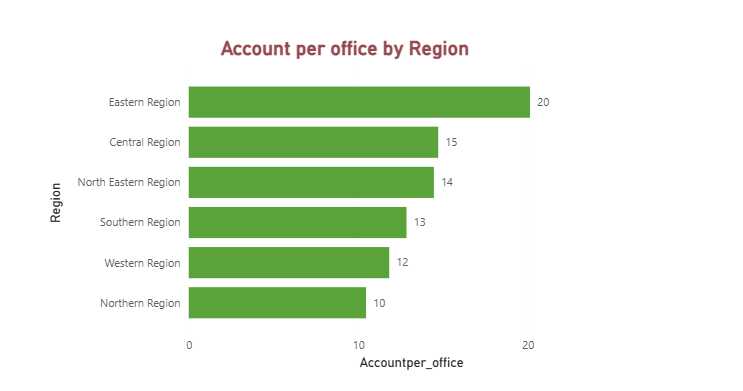 Account per office by Region
Eastern Region 20
Central Region 15
North Eastern Region 14
Southern Region 13
Western Region 12
Northern Region 10
Region
0 10 20
Accountper_office